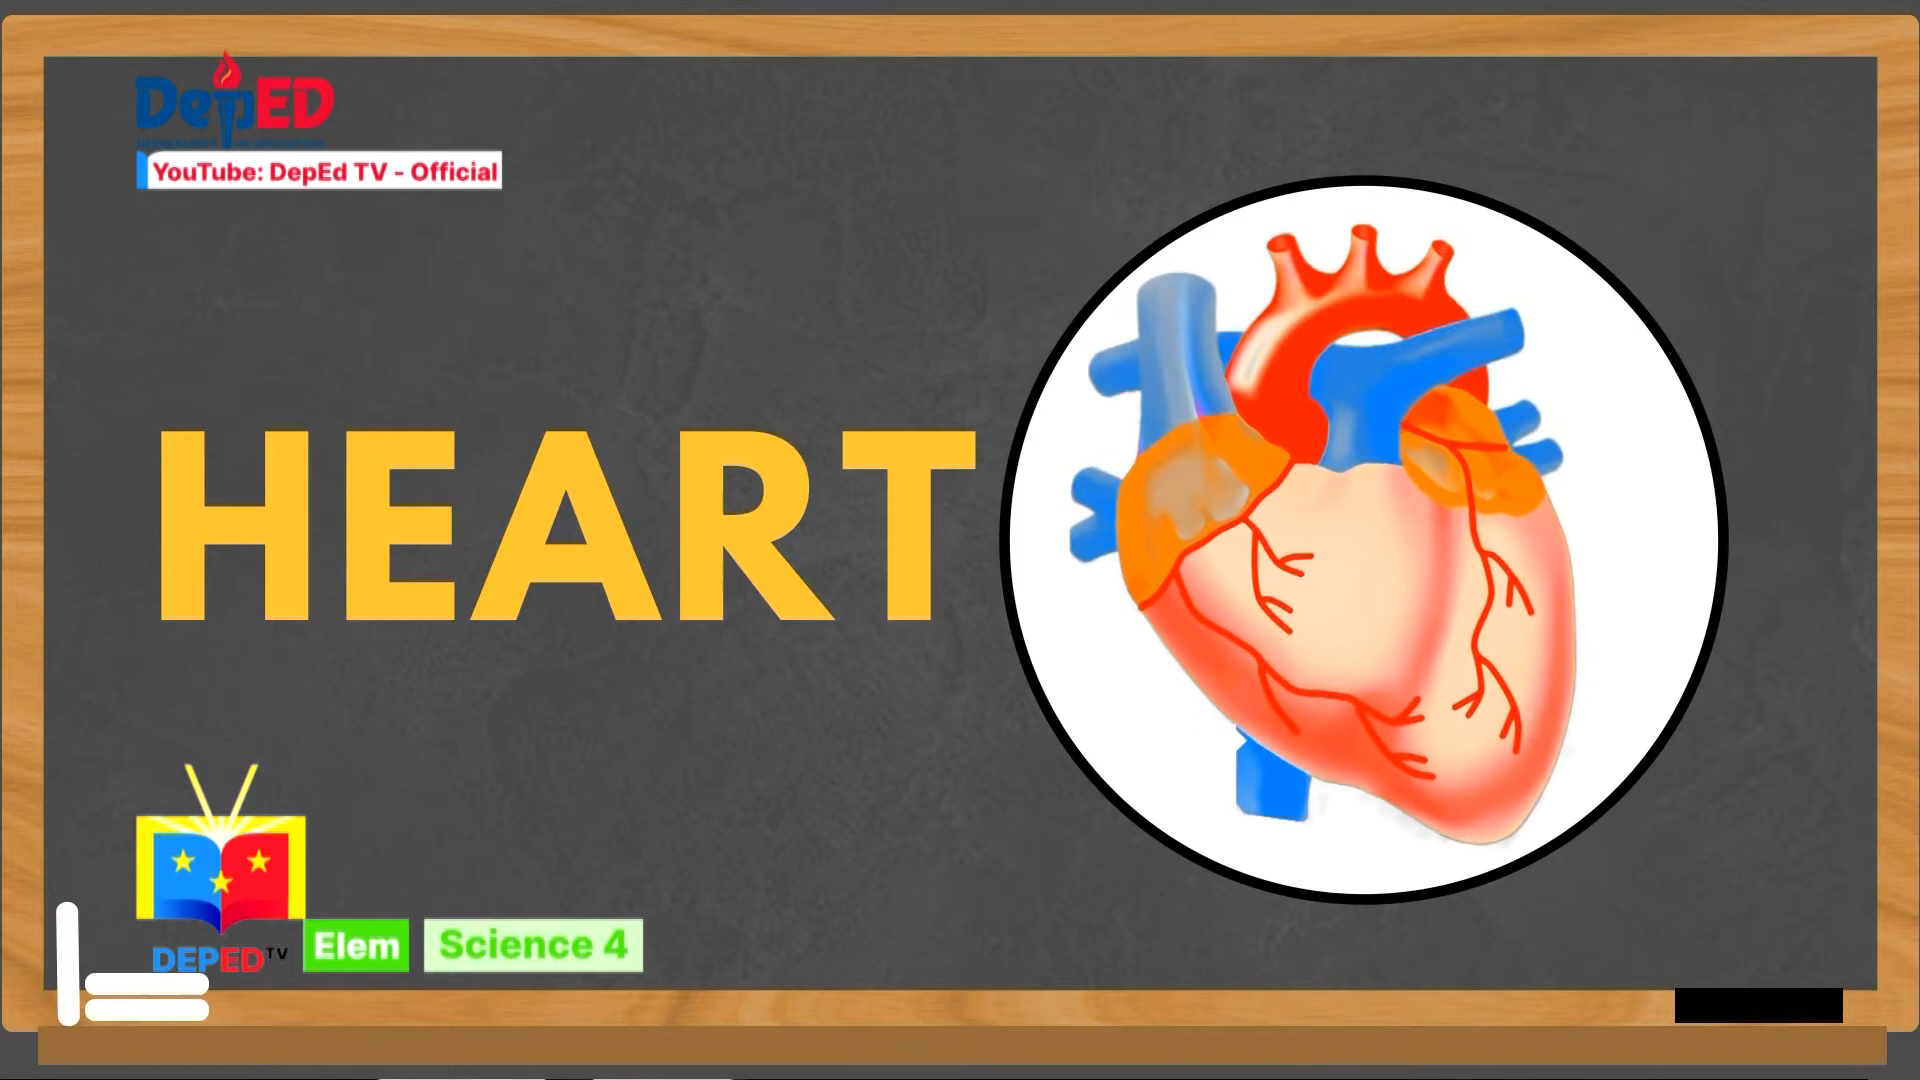 DepED
YouTube: DepEd TV - Official
HEART
DEPED TV
Elem
Science 4